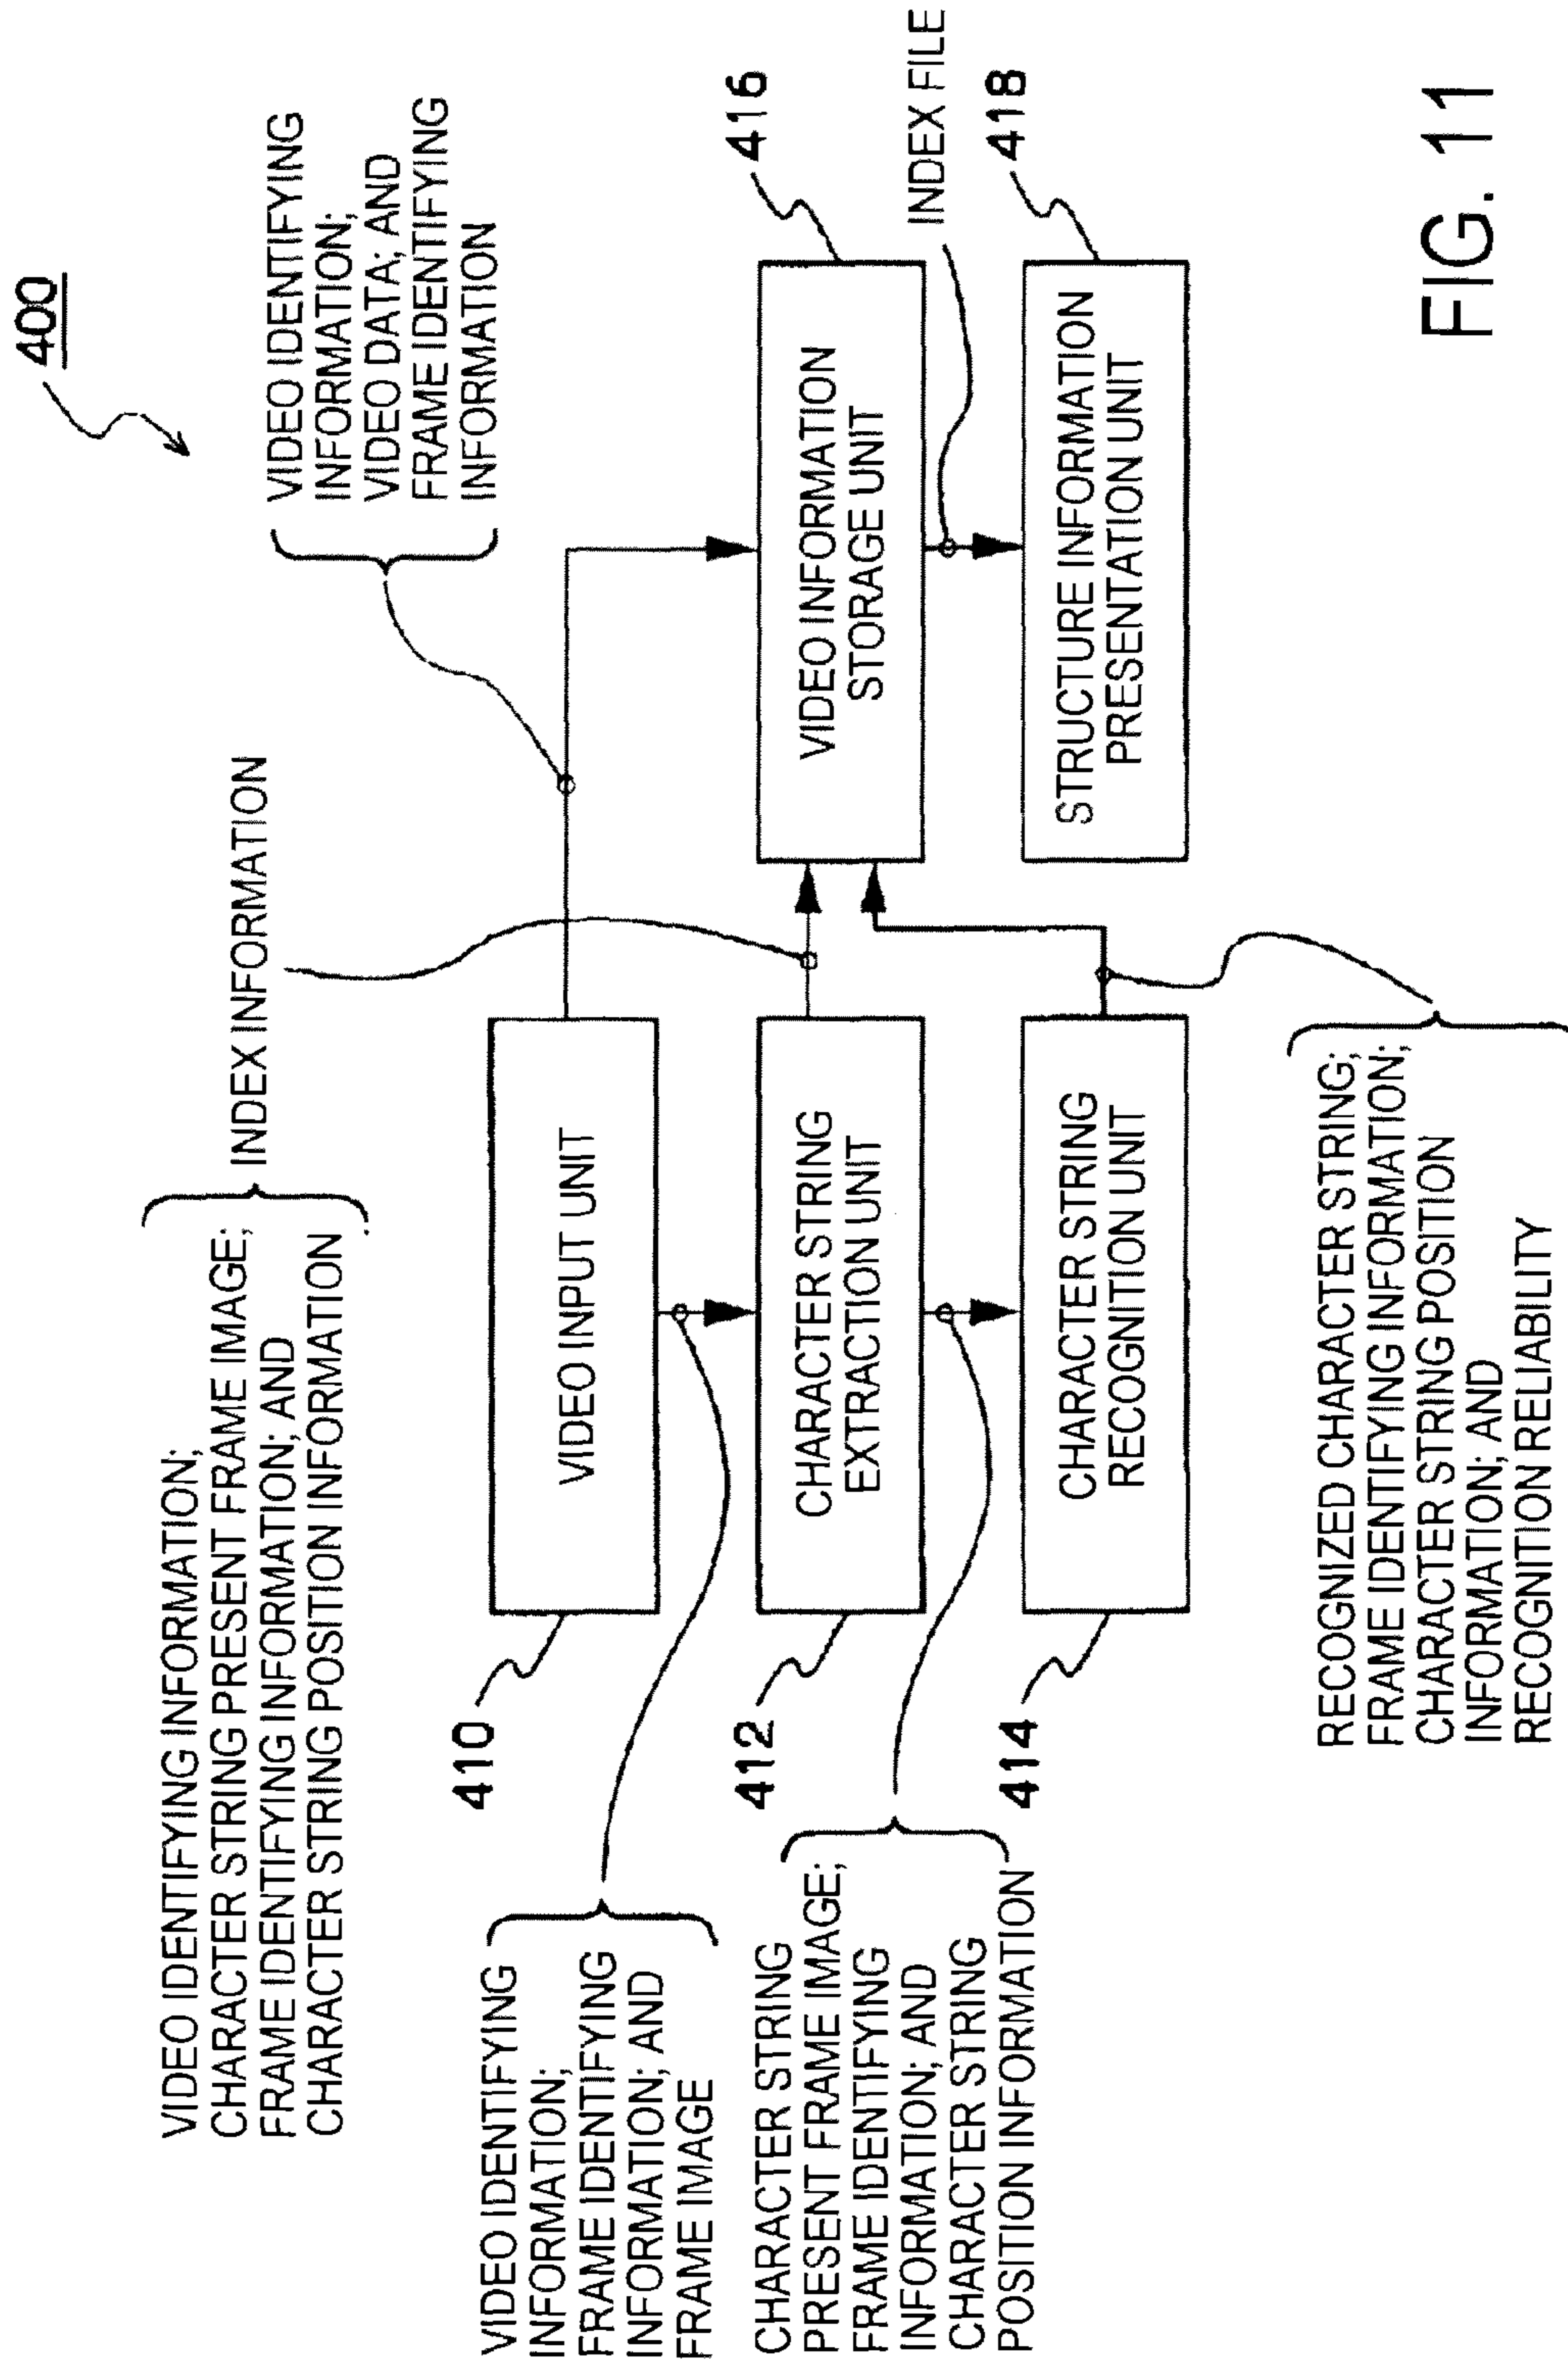 400
VIDEO IDENTIFYING INFORMATION;
CHARACTER STRING PRESENT FRAME IMAGE;
FRAME IDENTIFYING INFORMATION; AND
CHARACTER STRING POSITION INFORMATION
INDEX INFORMATION
VIDEO IDENTIFYING
INFORMATION;
VIDEO DATA; AND
FRAME IDENTIFYING
INFORMATION
VIDEO IDENTIFYING
INFORMATION;
FRAME IDENTIFYING
INFORMATION; AND
FRAME IMAGE
410
VIDEO INPUT UNIT
CHARACTER STRING
PRESENT FRAME IMAGE;
FRAME IDENTIFYING
INFORMATION; AND
CHARACTER STRING
POSITION INFORMATION
412
CHARACTER STRING
EXTRACTION UNIT
VIDEO INFORMATION
STORAGE UNIT
416
INDEX FILE
414
CHARACTER STRING
RECOGNITION UNIT
STRUCTURE INFORMATION
PRESENTATION UNIT
418
RECOGNIZED CHARACTER STRING;
FRAME IDENTIFYING INFORMATION;
CHARACTER STRING POSITION
INFORMATION; AND
RECOGNITION RELIABILITY
FIG. 11